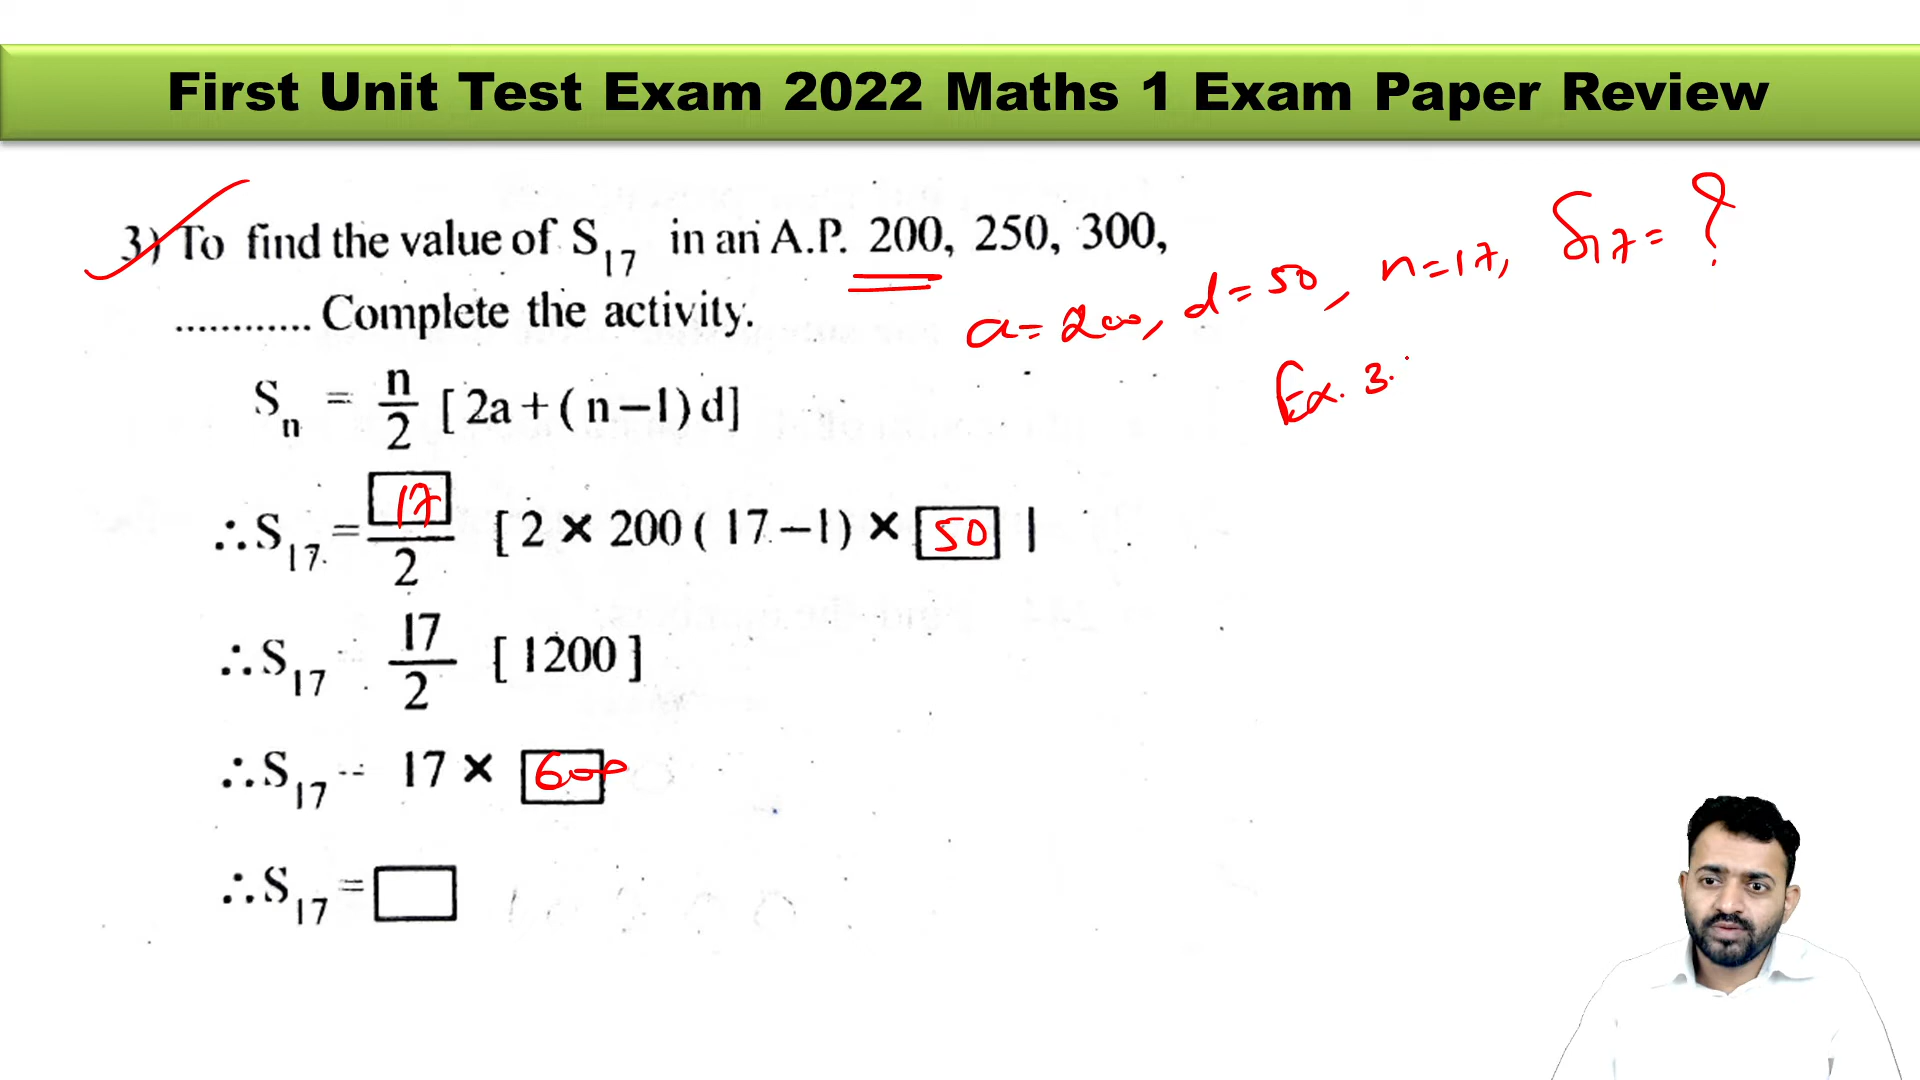 First Unit Test Exam 2022 Maths 1 Exam Paper Review
3) To find the value of S17 in an A.P. 200, 250, 300,
............ Complete the activity.
a=200, d=50, n=17, S17=?
Ex. 3.
Sn = n/2 [ 2a + ( n – 1 ) d]
∴ S17 = 17/2 [ 2 × 200 ( 17 – 1 ) × 50 |
∴ S17 - 17/2 [ 1200 ]
∴ S17 -- 17 × 600
∴ S17 =